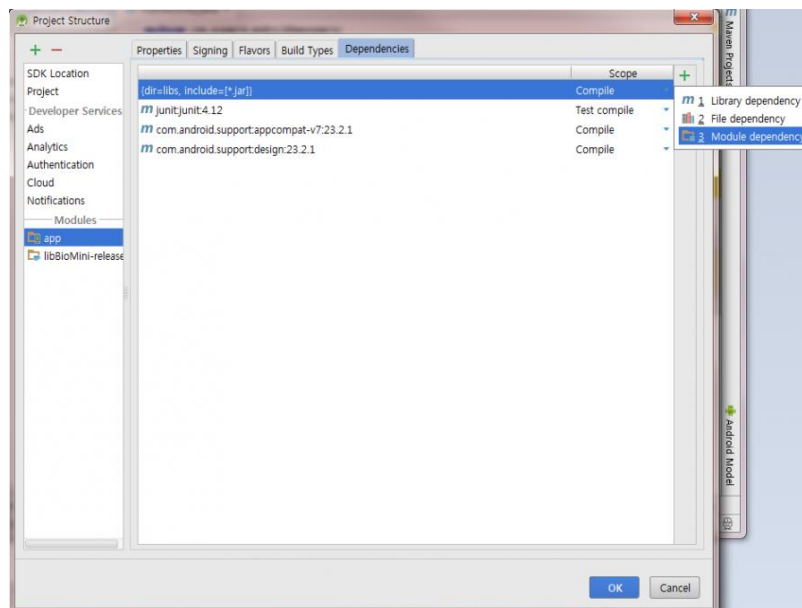 Project Structure
SDK Location
Project
Developer Services
Ads
Analytics
Authentication
Cloud
Notifications
Modules
app
libBioMini-release
Properties Signing Flavors Build Types Dependencies
Scope
{dir=libs, include=[*.jar]} Compile
m junit:junit:4.12 Test compile
m com.android.support:appcompat-v7:23.2.1 Compile
m com.android.support:design:23.2.1 Compile
m 1 Library dependency
2 File dependency
3 Module dependency
Maven Projects
Android Model
OK Cancel